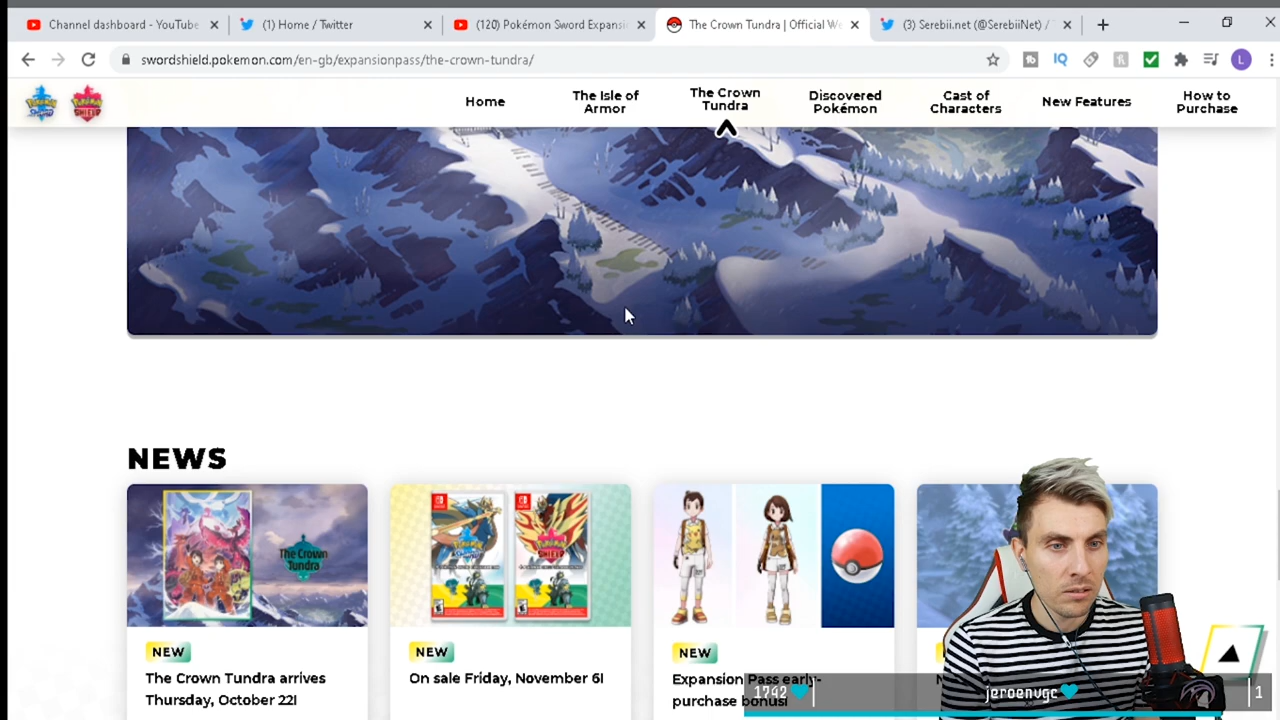 Channel dashboard - YouTube
(1) Home / Twitter
(120) Pokémon Sword Expansi
The Crown Tundra | Official We
(3) Serebii.net (@SerebiiNet) /
swordshield.pokemon.com/en-gb/expansionpass/the-crown-tundra/
IQ
L
Home
The Isle of
Armor
The Crown
Tundra
Discovered
Pokémon
Cast of
Characters
New Features
How to
Purchase
NEWS
The Crown
Tundra
NEW
The Crown Tundra arrives
Thursday, October 22!
NEW
On sale Friday, November 6!
NEW
Expansion Pass early-
purchase bonus!
1742
jeroenvgc
1